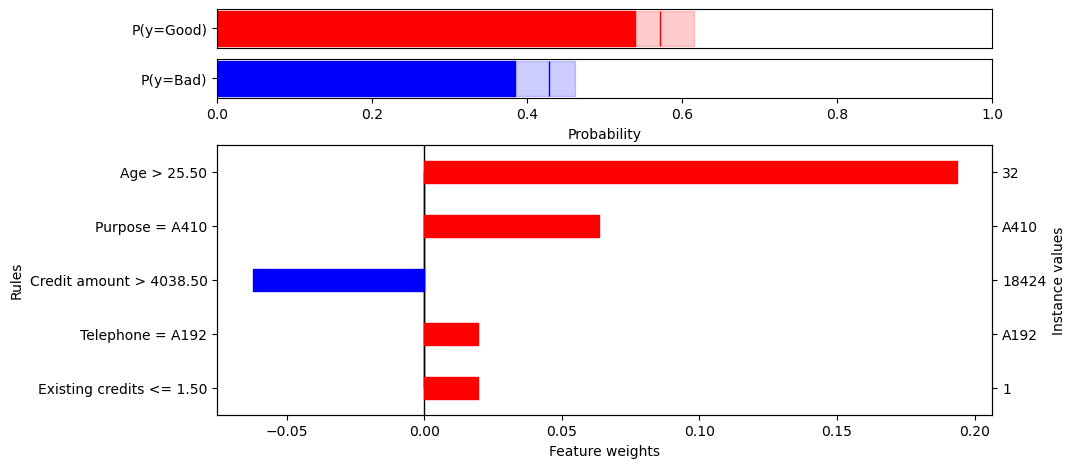 P(y=Good)
P(y=Bad)
0.0 0.2 0.4 0.6 0.8 1.0
Probability
Rules
Age > 25.50 32
Purpose = A410 A410
Credit amount > 4038.50 18424
Telephone = A192 A192
Existing credits <= 1.50 1
Instance values
−0.05 0.00 0.05 0.10 0.15 0.20
Feature weights